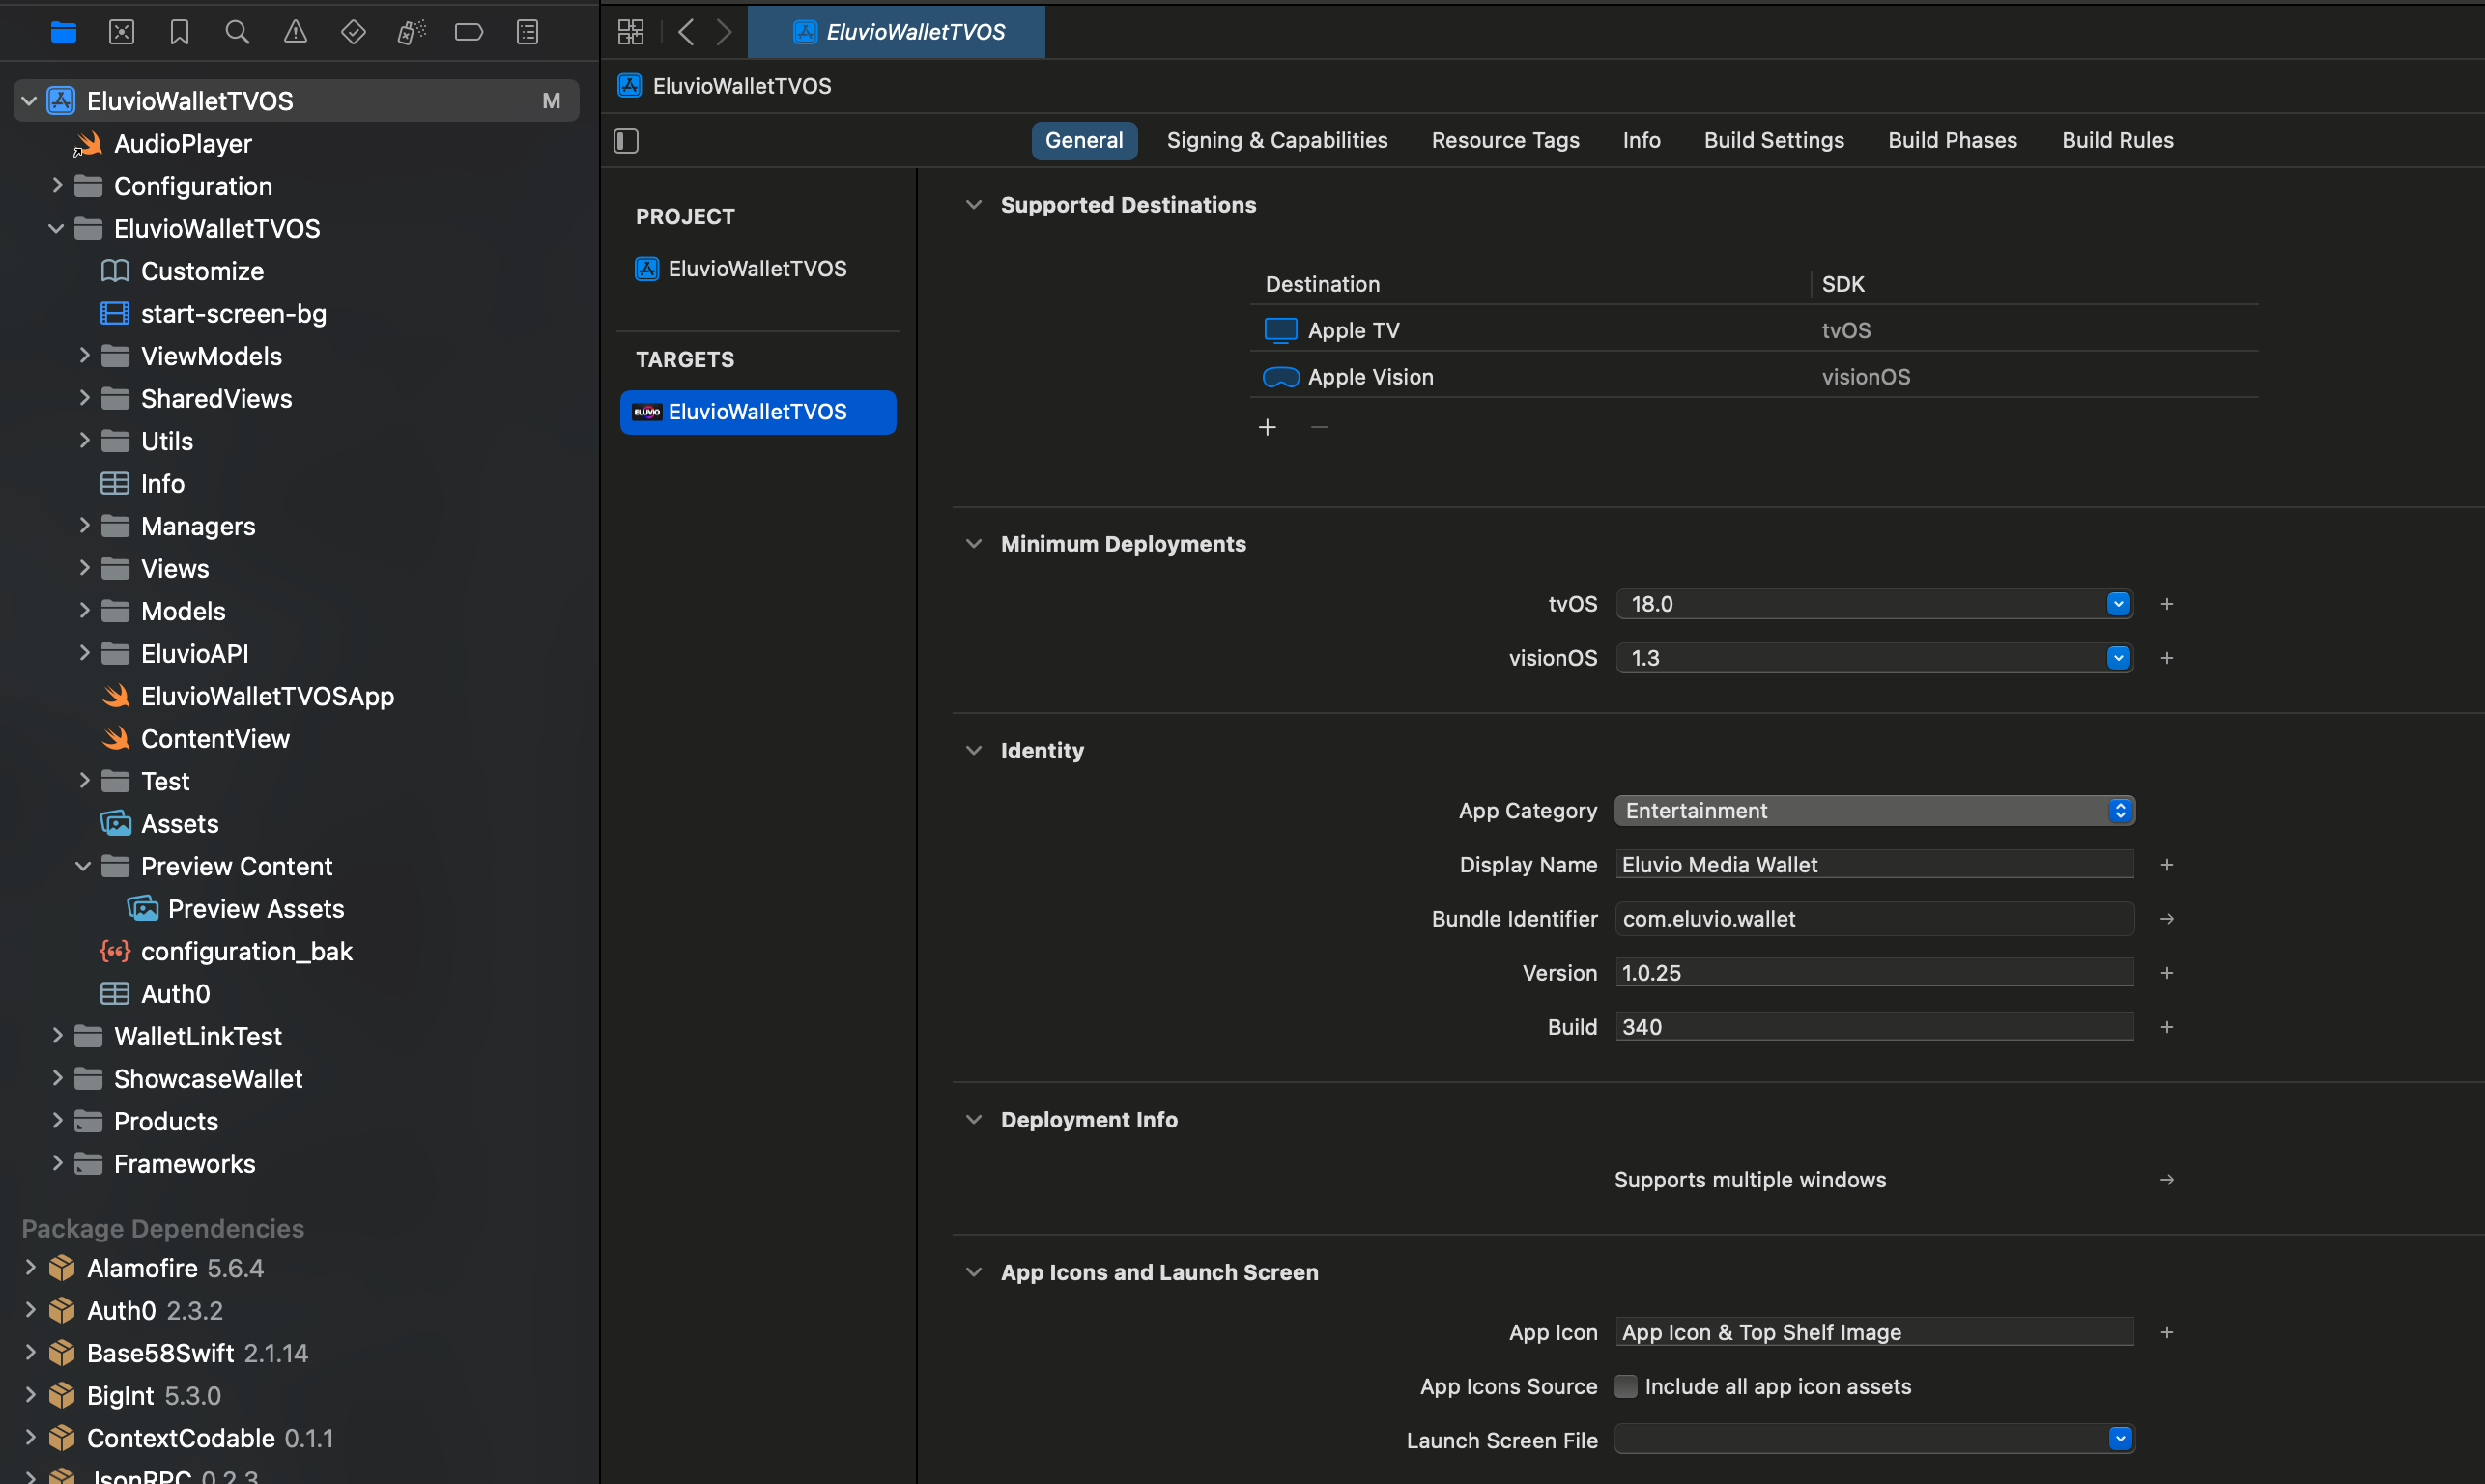 EluvioWalletTVOS M
AudioPlayer
Configuration
EluvioWalletTVOS
Customize
start-screen-bg
ViewModels
SharedViews
Utils
Info
Managers
Views
Models
EluvioAPI
EluvioWalletTVOSApp
ContentView
Test
Assets
Preview Content
Preview Assets
configuration_bak
Auth0
WalletLinkTest
ShowcaseWallet
Products
Frameworks
Package Dependencies
Alamofire 5.6.4
Auth0 2.3.2
Base58Swift 2.1.14
BigInt 5.3.0
ContextCodable 0.1.1
JsonRPC 0.2.3
EluvioWalletTVOS
EluvioWalletTVOS
General Signing & Capabilities Resource Tags Info Build Settings Build Phases Build Rules
PROJECT
EluvioWalletTVOS
TARGETS
ELUVIO EluvioWalletTVOS
Supported Destinations
Destination SDK
Apple TV tvOS
Apple Vision visionOS
Minimum Deployments
tvOS 18.0
visionOS 1.3
Identity
App Category Entertainment
Display Name Eluvio Media Wallet
Bundle Identifier com.eluvio.wallet
Version 1.0.25
Build 340
Deployment Info
Supports multiple windows
App Icons and Launch Screen
App Icon App Icon & Top Shelf Image
App Icons Source Include all app icon assets
Launch Screen File